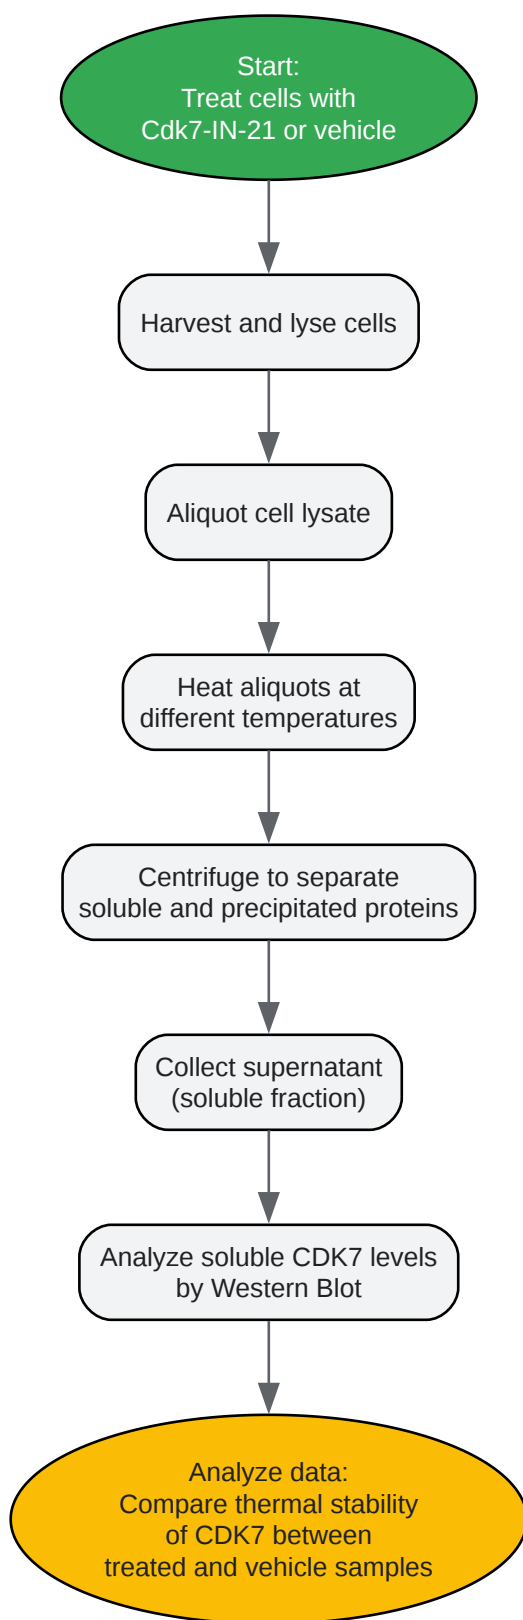 Start:
Treat cells with
Cdk7-IN-21 or vehicle
Harvest and lyse cells
Aliquot cell lysate
Heat aliquots at
different temperatures
Centrifuge to separate
soluble and precipitated proteins
Collect supernatant
(soluble fraction)
Analyze soluble CDK7 levels
by Western Blot
Analyze data:
Compare thermal stability
of CDK7 between
treated and vehicle samples